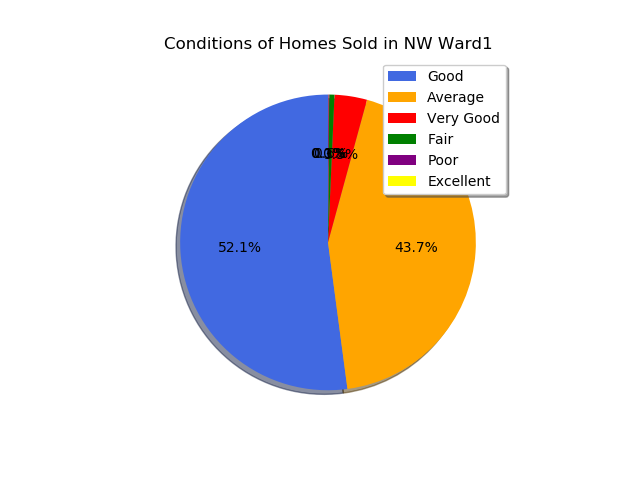 Conditions of Homes Sold in NW Ward1
Good
Average
Very Good
Fair
Poor
Excellent
52.1%
43.7%